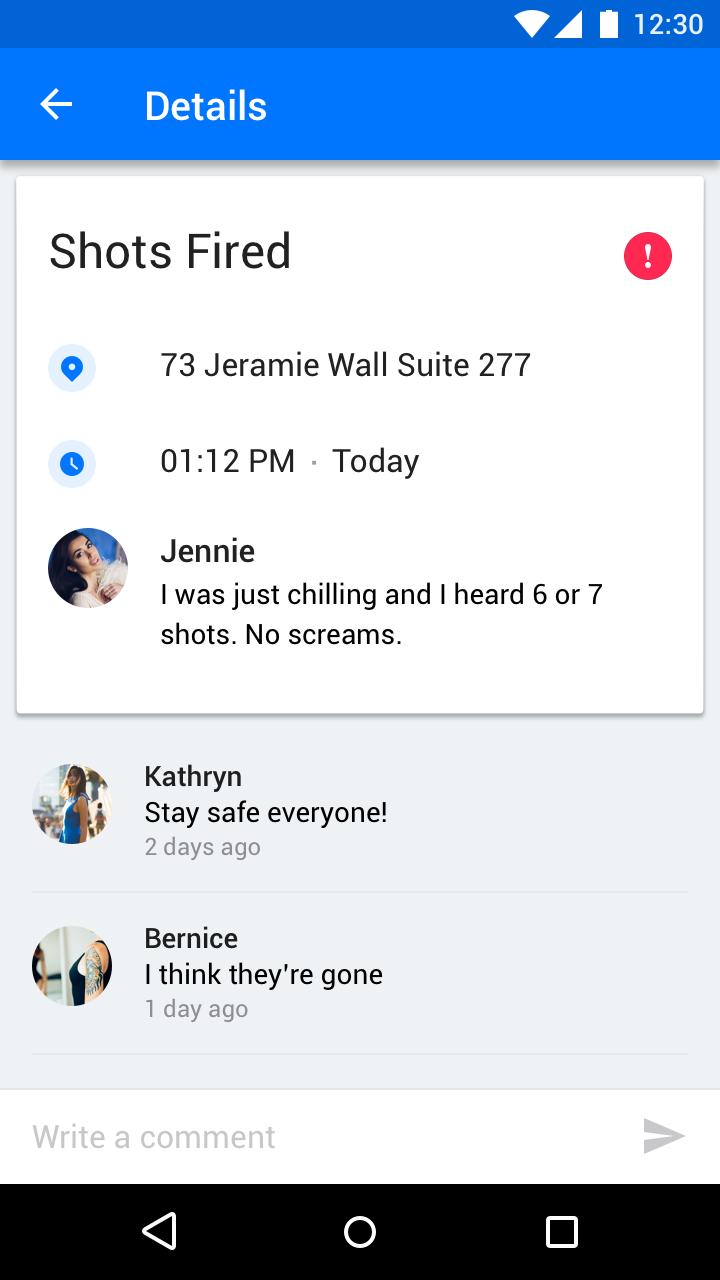 12:30
Details
Shots Fired
73 Jeramie Wall Suite 277
01:12 PM · Today
Jennie
I was just chilling and I heard 6 or 7
shots. No screams.
Kathryn
Stay safe everyone!
2 days ago
Bernice
I think they're gone
1 day ago
Write a comment